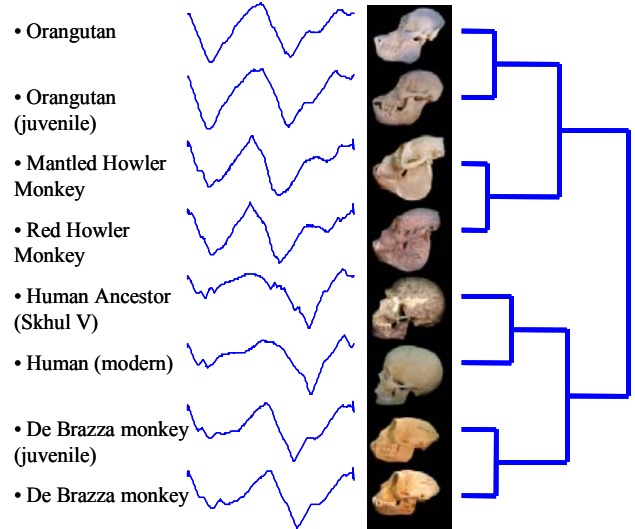 • Orangutan
• Orangutan
(juvenile)
• Mantled Howler
Monkey
• Red Howler
Monkey
• Human Ancestor
(Skhul V)
• Human (modern)
• De Brazza monkey
(juvenile)
• De Brazza monkey